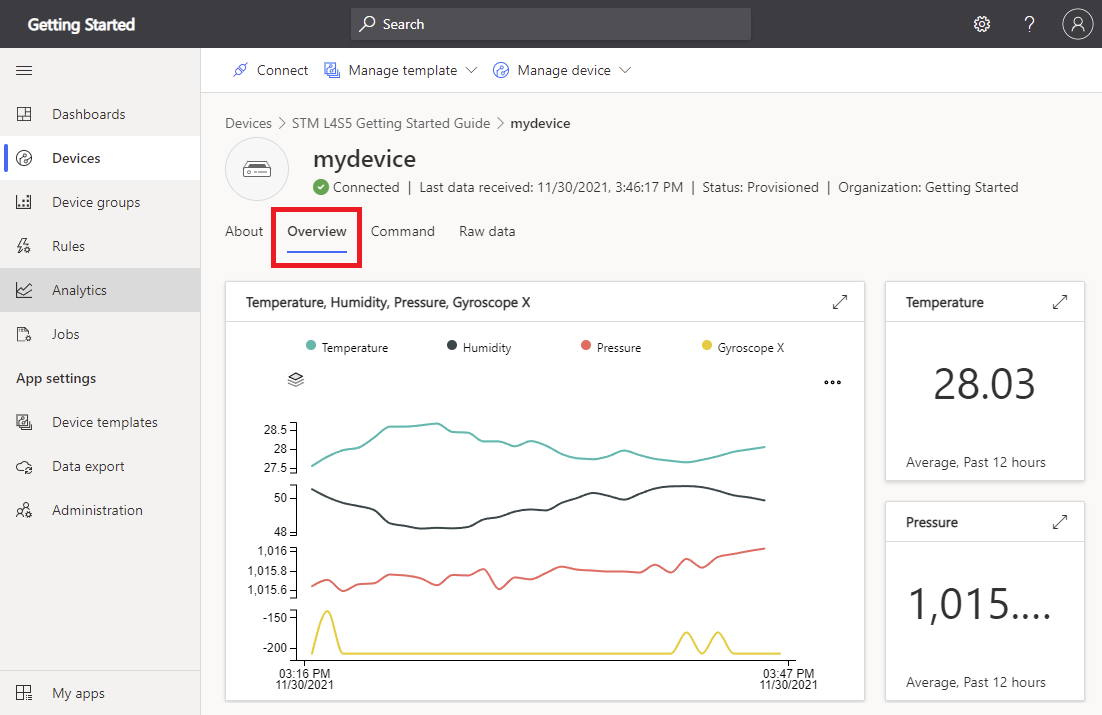 Getting Started
Search
?
Connect
Manage template
Manage device
Dashboards
Devices
Device groups
Rules
Analytics
Jobs
App settings
Device templates
Data export
Administration
My apps
Devices > STM L4S5 Getting Started Guide > mydevice
mydevice
Connected | Last data received: 11/30/2021, 3:46:17 PM | Status: Provisioned | Organization: Getting Started
About Overview Command Raw data
Temperature, Humidity, Pressure, Gyroscope X
Temperature Humidity Pressure Gyroscope X
28.5
28
27.5
50
48
1,016
1,015.8
1,015.6
-150
-200
03:16 PM
11/30/2021
03:47 PM
11/30/2021
Temperature
28.03
Average, Past 12 hours
Pressure
1,015....
Average, Past 12 hours